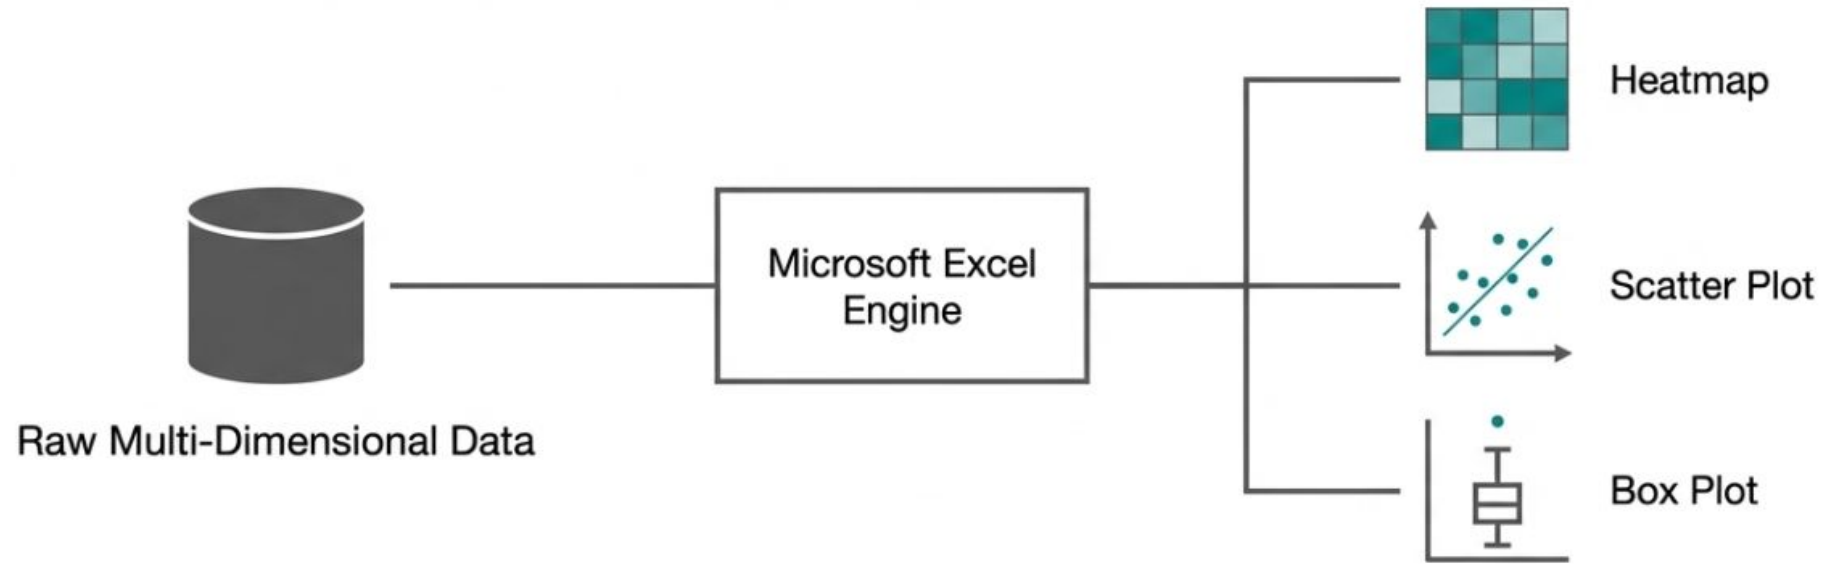 Raw Multi-Dimensional Data
Microsoft Excel
Engine
Heatmap
Scatter Plot
Box Plot